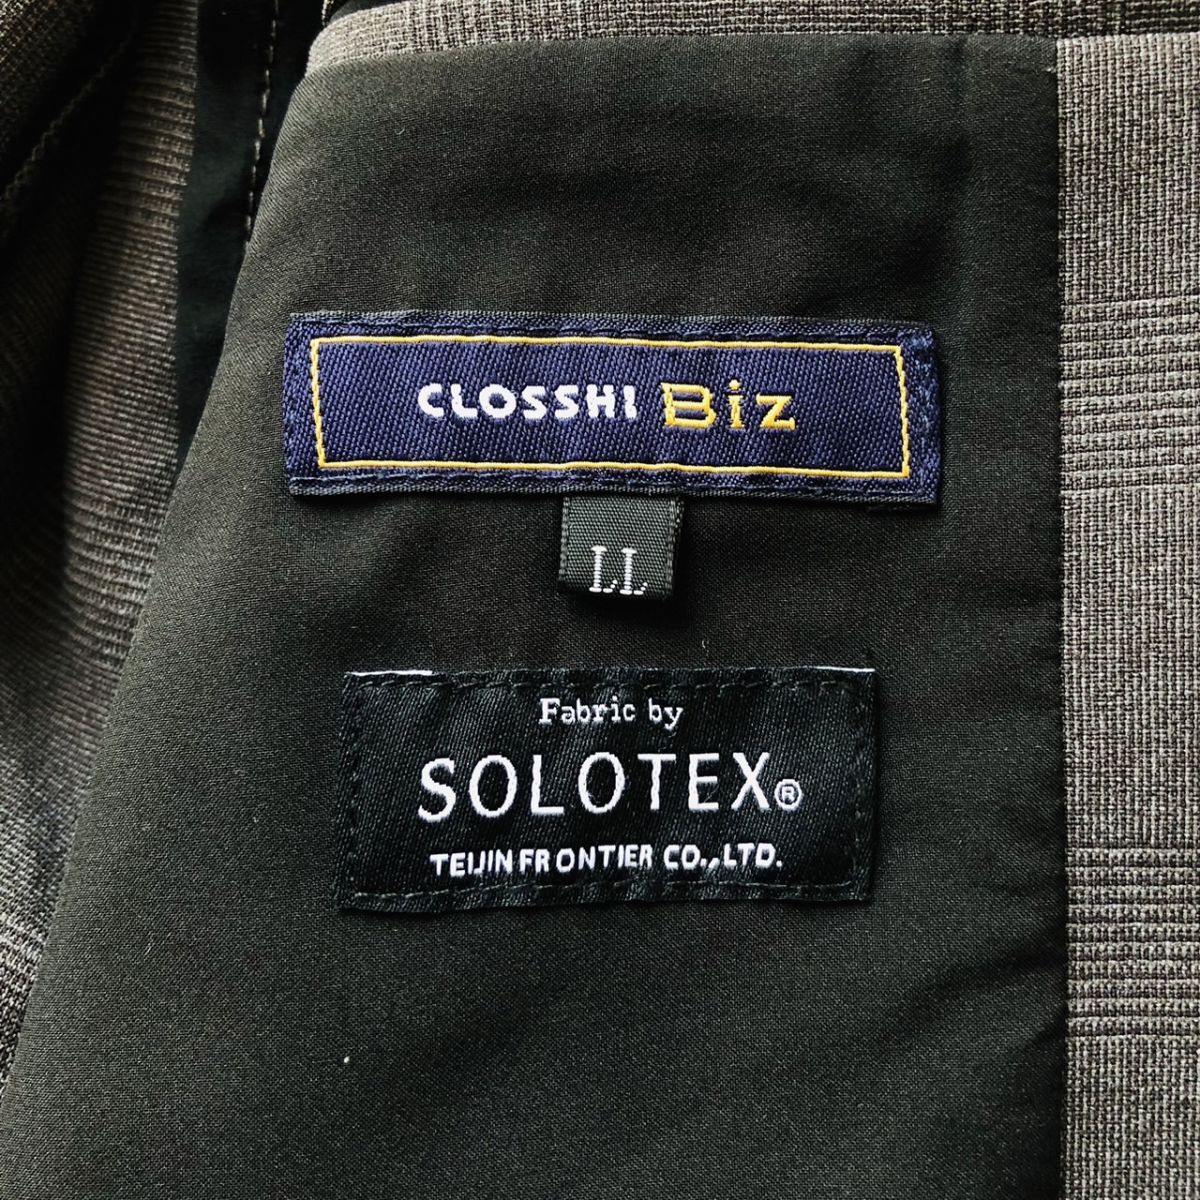 CLOSSHI Biz
LL
Fabric by
SOLOTEX®
TEIJIN FRONTIER CO.,LTD.